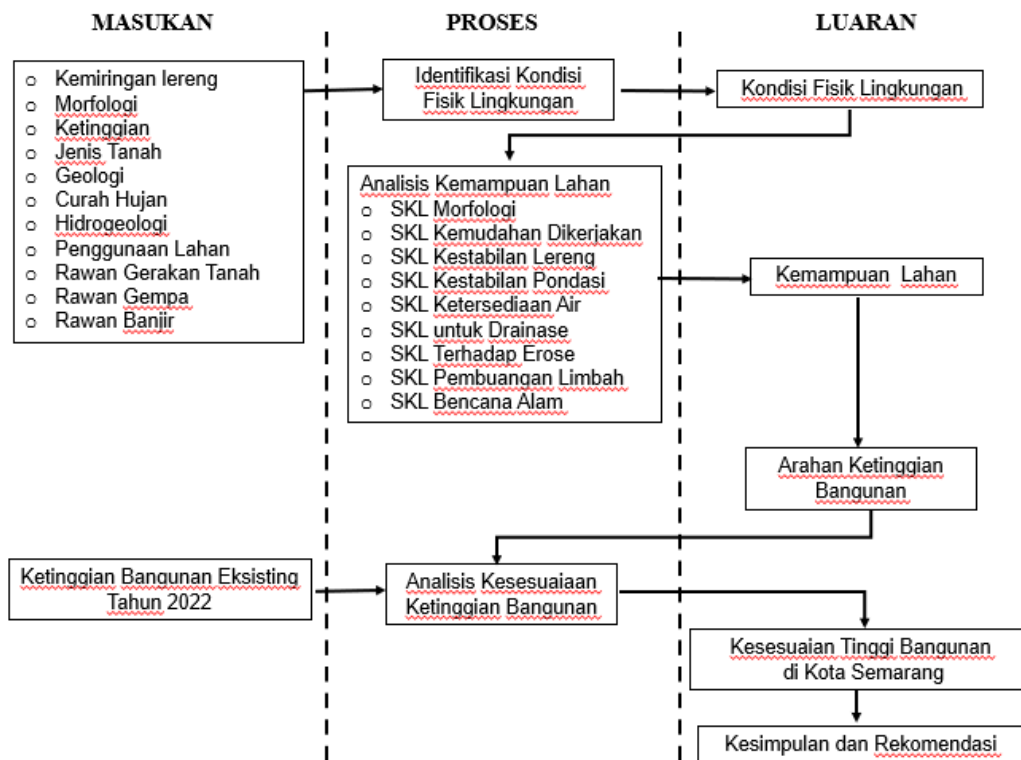 MASUKAN
PROSES
LUARAN
o Kemiringan lereng
o Morfologi
o Ketinggian
o Jenis Tanah
o Geologi
o Curah Hujan
o Hidrogeologi
o Penggunaan Lahan
o Rawan Gerakan Tanah
o Rawan Gempa
o Rawan Banjir
Identifikasi Kondisi
Fisik Lingkungan
Kondisi Fisik Lingkungan
Analisis Kemampuan Lahan
o SKL Morfologi
o SKL Kemudahan Dikerjakan
o SKL Kestabilan Lereng
o SKL Kestabilan Pondasi
o SKL Ketersediaan Air
o SKL untuk Drainase
o SKL Terhadap Erose
o SKL Pembuangan Limbah
o SKL Bencana Alam
Kemampuan Lahan
Arahan Ketinggian
Bangunan
Ketinggian Bangunan Eksisting
Tahun 2022
Analisis Kesesuaiaan
Ketinggian Bangunan
Kesesuaian Tinggi Bangunan
di Kota Semarang
Kesimpulan dan Rekomendasi